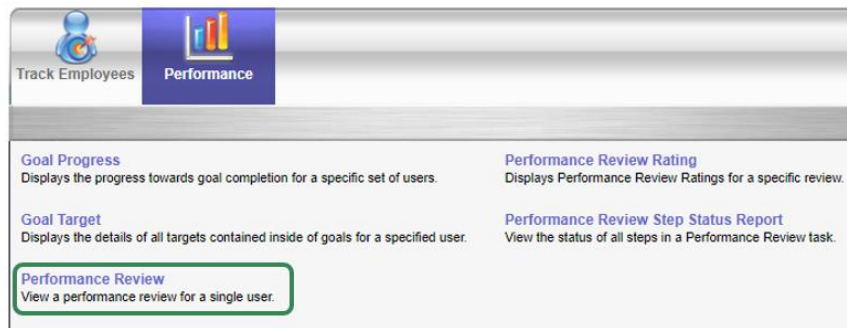 Track Employees
Performance
Goal Progress
Displays the progress towards goal completion for a specific set of users.
Goal Target
Displays the details of all targets contained inside of goals for a specified user.
Performance Review
View a performance review for a single user.
Performance Review Rating
Displays Performance Review Ratings for a specific review.
Performance Review Step Status Report
View the status of all steps in a Performance Review task.